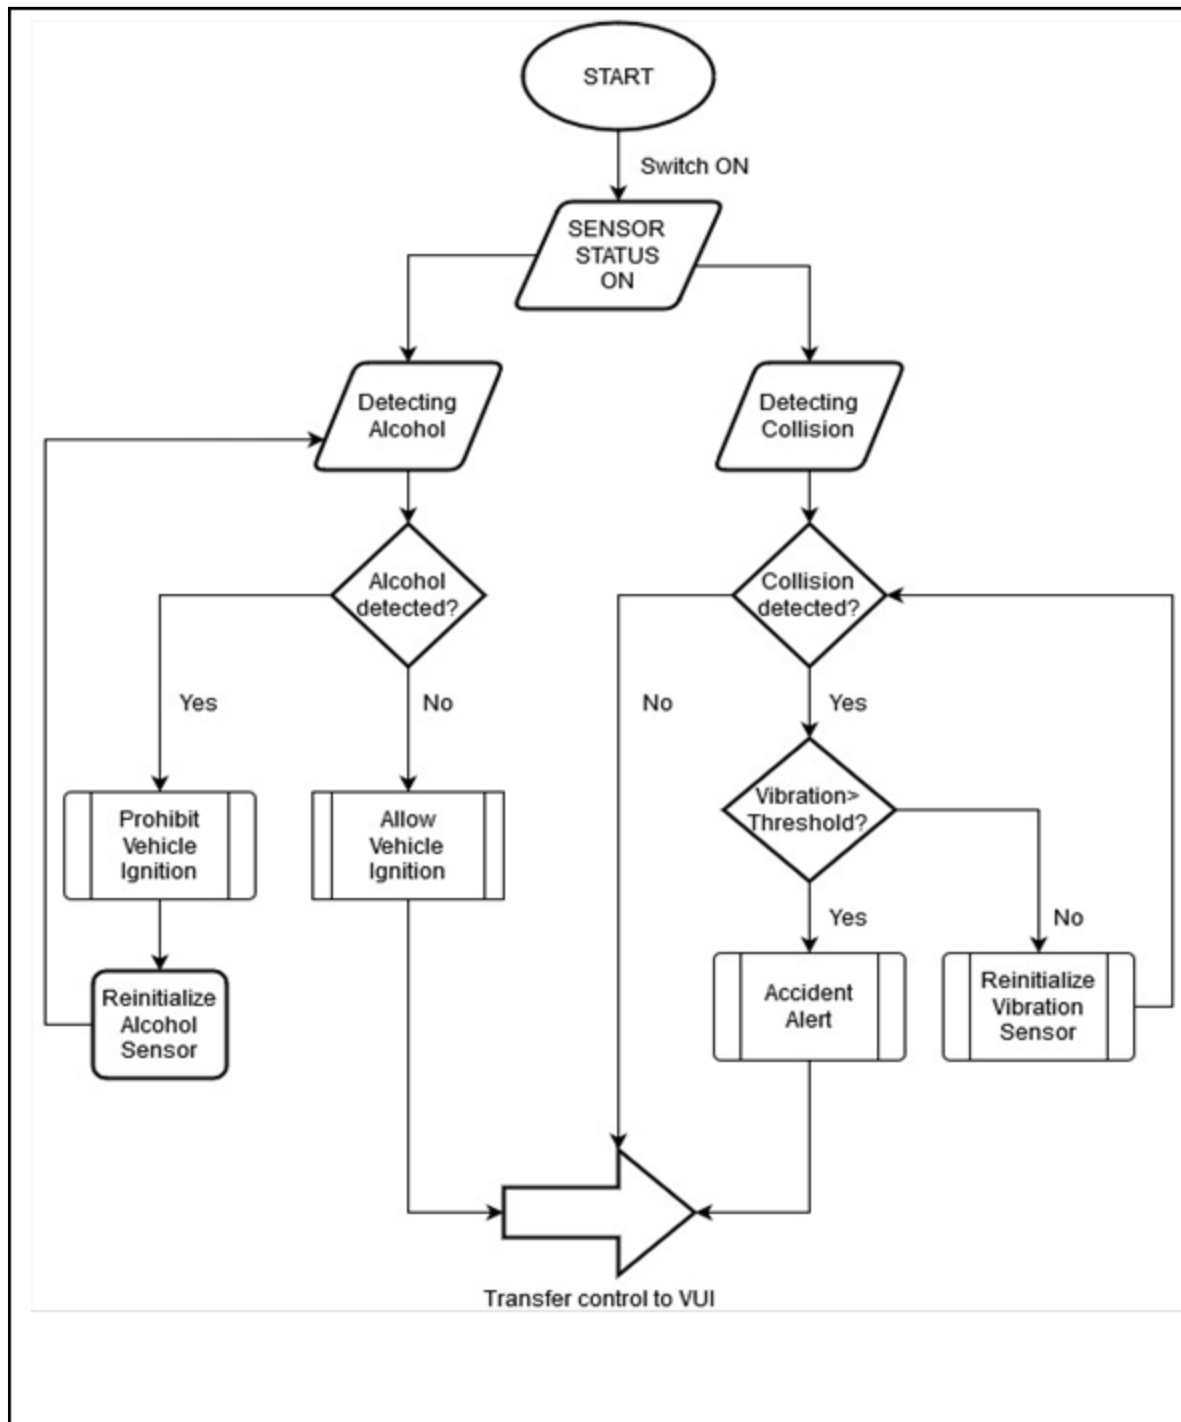 START
Switch ON
SENSOR
STATUS
ON
Detecting
Alcohol
Detecting
Collision
Alcohol
detected?
Collision
detected?
Yes
No
No
Yes
Prohibit
Vehicle
Ignition
Allow
Vehicle
Ignition
Vibration>
Threshold?
Yes
No
Reinitialize
Alcohol
Sensor
Accident
Alert
Reinitialize
Vibration
Sensor
Transfer control to VUI